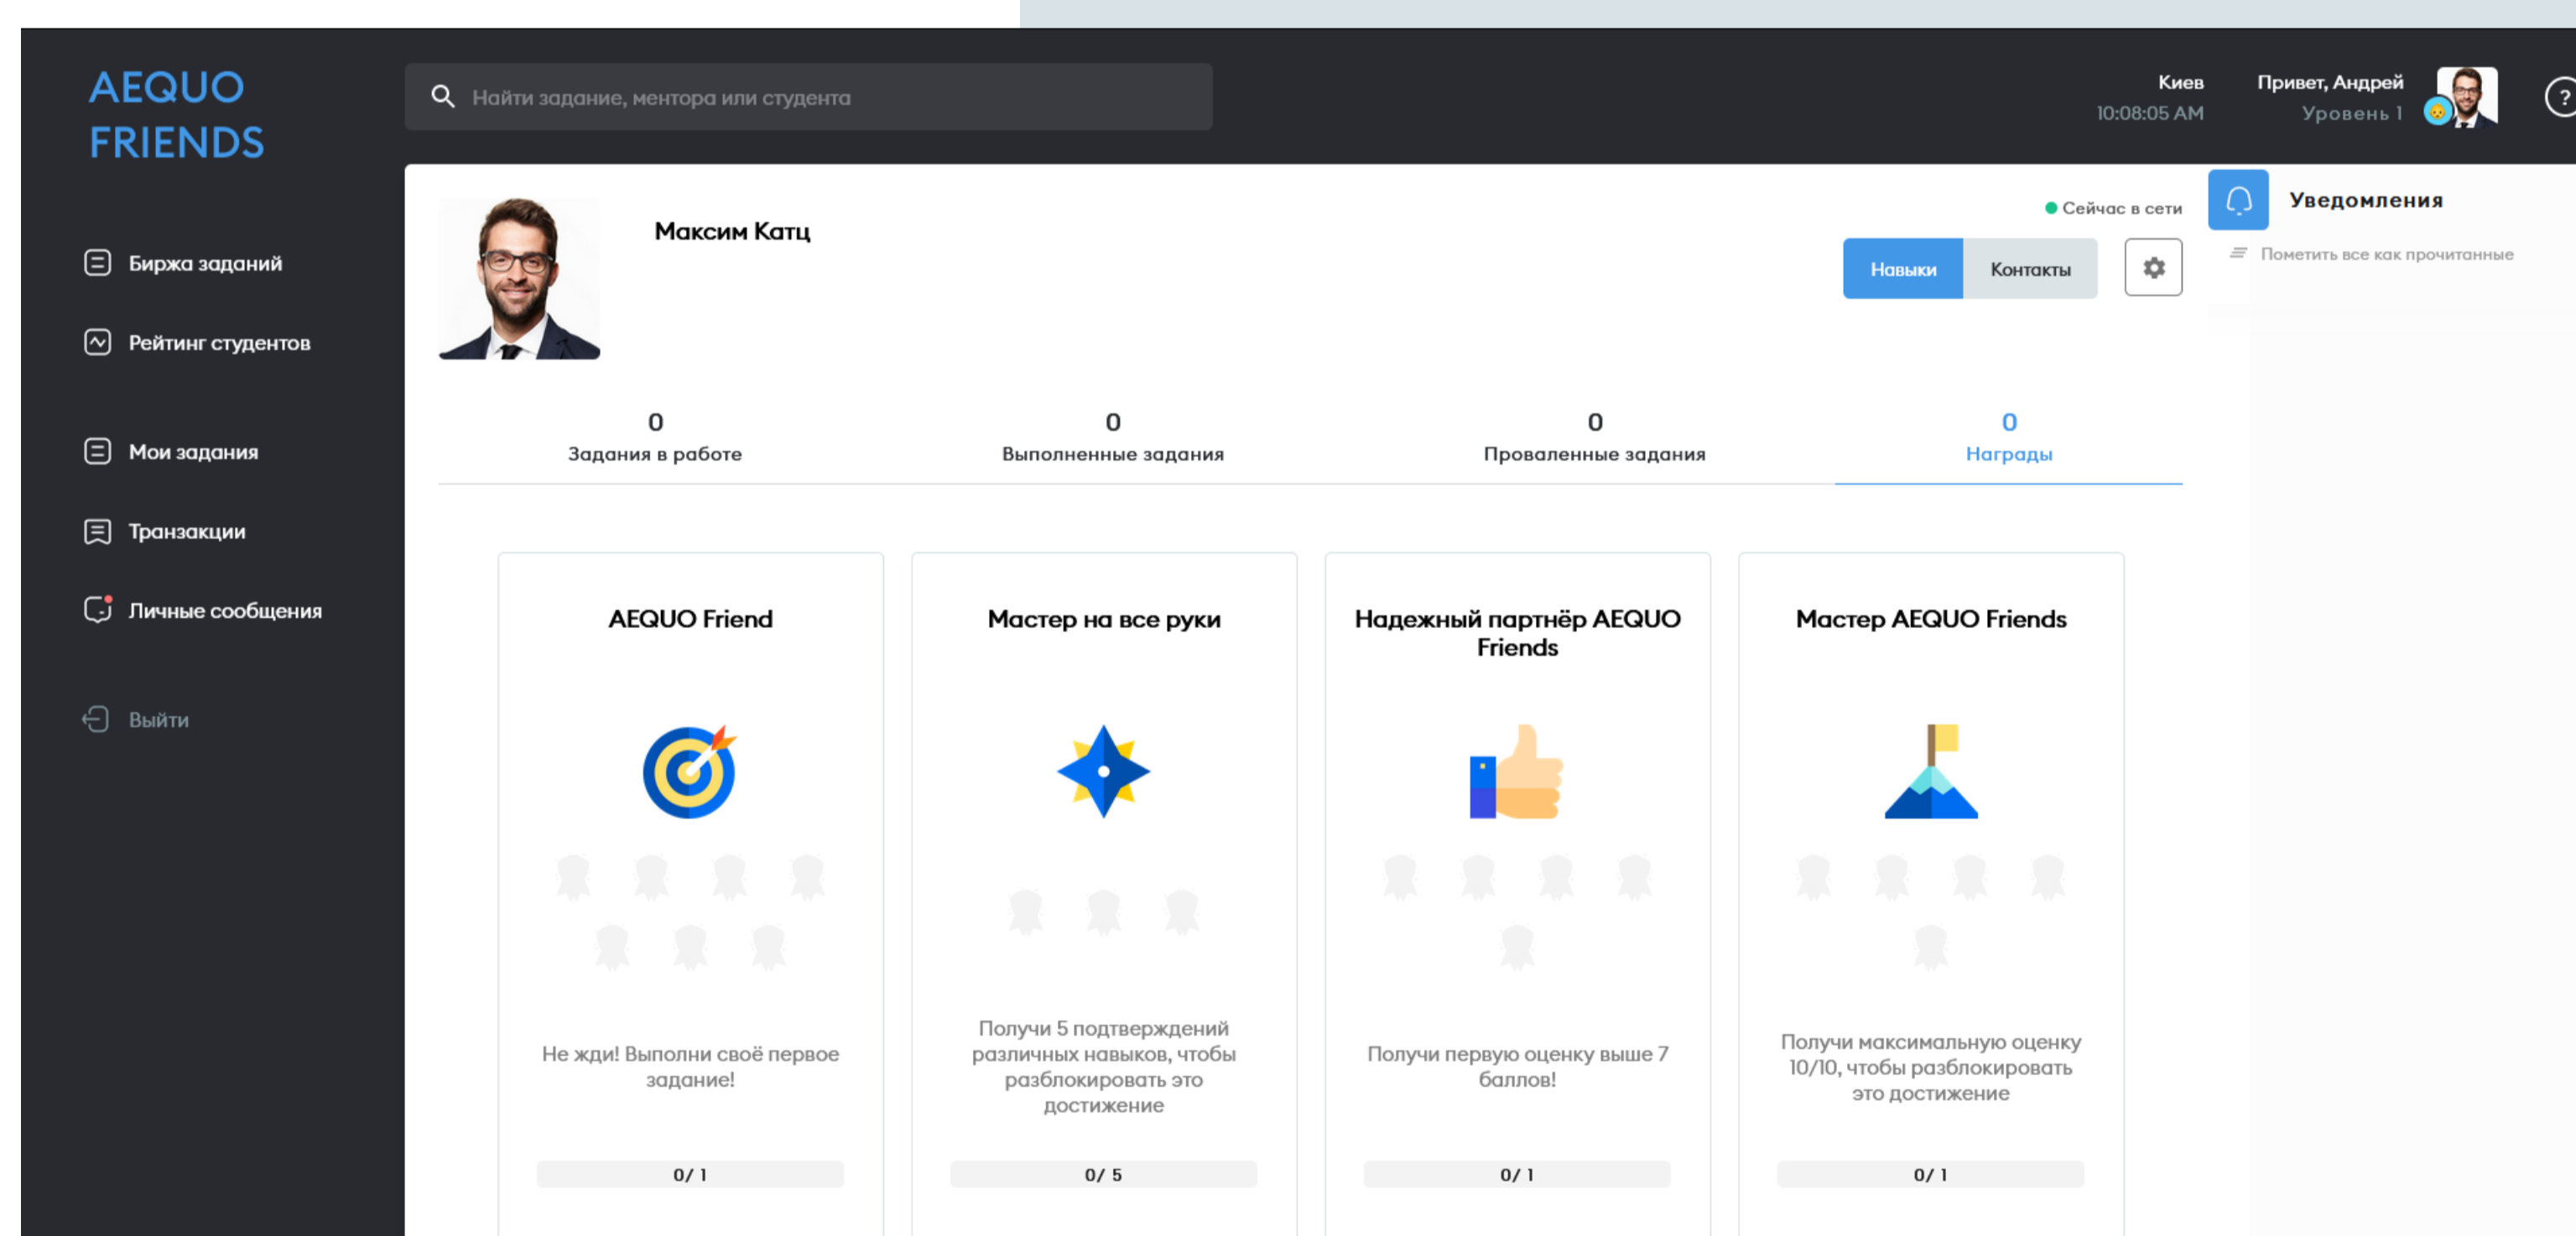 AEQUO
FRIENDS
Найти задание, ментора или студента
Киев
10:08:05 AM
Привет, Андрей
Уровень 1
?
Биржа заданий
Рейтинг студентов
Мои задания
Транзакции
Личные сообщения
Выйти
Максим Катц
Сейчас в сети
Навыки
Контакты
Уведомления
Пометить все как прочитанные
0
Задания в работе
0
Выполненные задания
0
Проваленные задания
0
Награды
AEQUO Friend
Не жди! Выполни своё первое
задание!
0/ 1
Мастер на все руки
Получи 5 подтверждений
различных навыков, чтобы
разблокировать это
достижение
0/ 5
Надежный партнёр AEQUO
Friends
Получи первую оценку выше 7
баллов!
0/ 1
Мастер AEQUO Friends
Получи максимальную оценку
10/10, чтобы разблокировать
это достижение
0/ 1